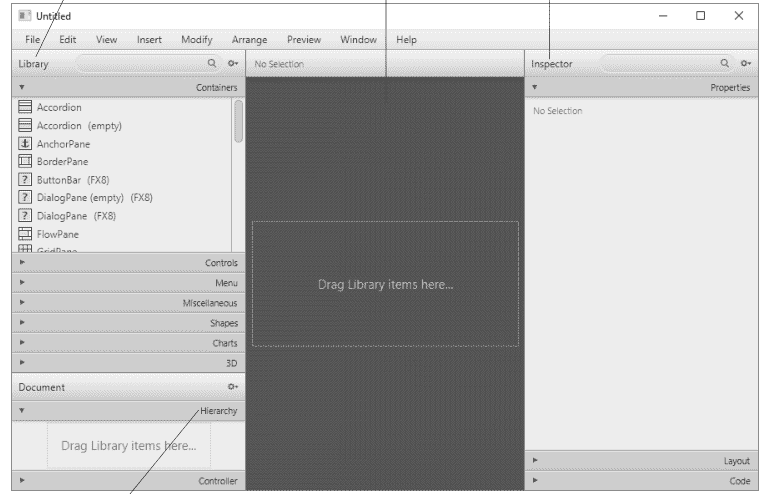 Untitled
File Edit View Insert Modify Arrange Preview Window Help
Library
No Selection
Inspector
Containers
Properties
Accordion
No Selection
Accordion (empty)
AnchorPane
BorderPane
? ButtonBar (FX8)
? DialogPane (empty) (FX8)
? DialogPane (FX8)
FlowPane
GridPane
Controls
Menu
Miscellaneous
Shapes
Charts
3D
Drag Library items here...
Document
Hierarchy
Drag Library items here...
Controller
Layout
Code